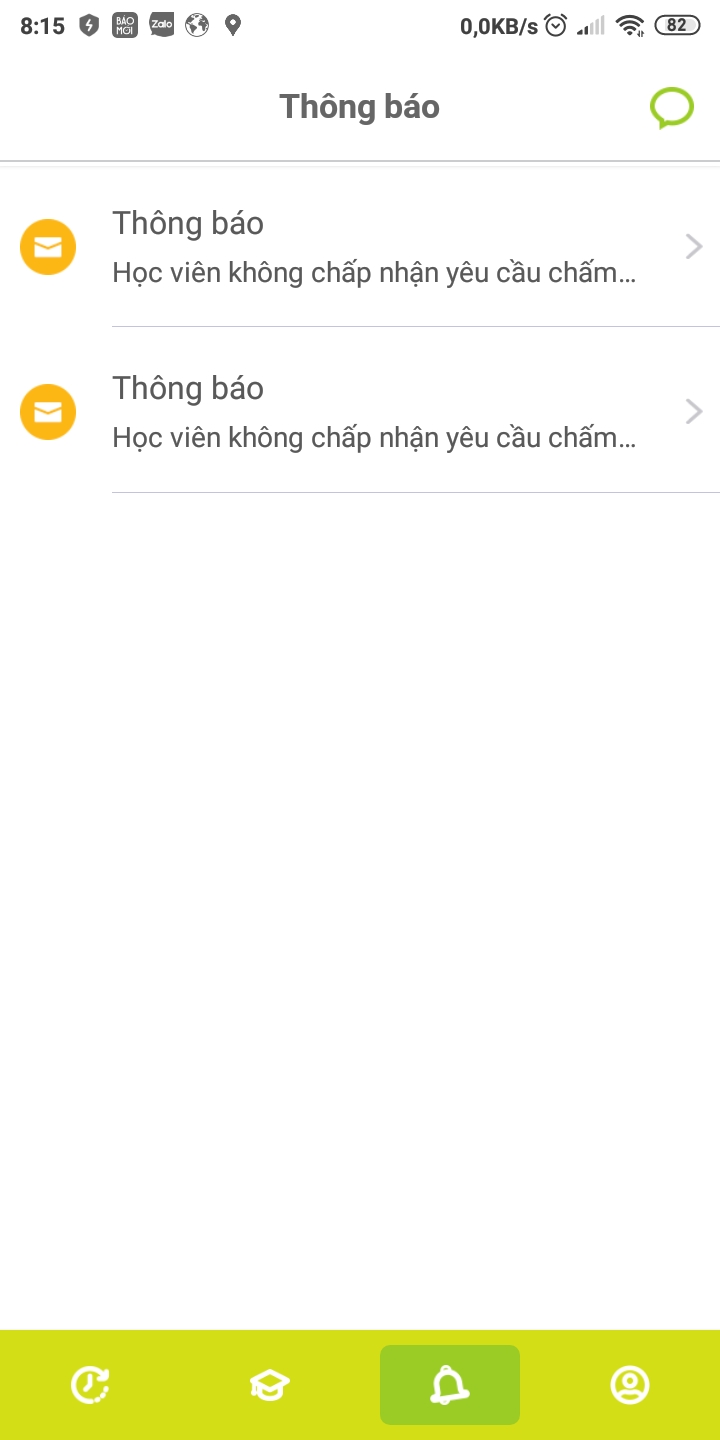 8:15 BÁO MỚI Zalo 0,0KB/s 82
Thông báo
Thông báo
Học viên không chấp nhận yêu cầu chấm...
Thông báo
Học viên không chấp nhận yêu cầu chấm...